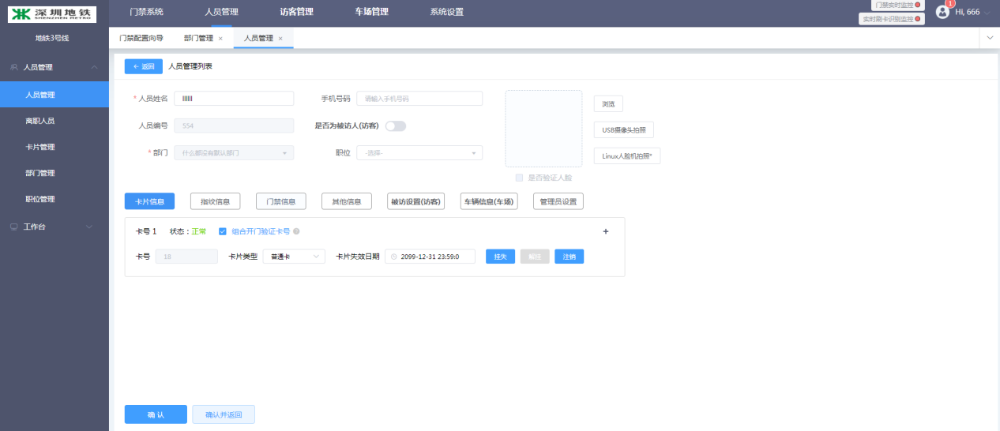 深圳地铁 门禁系统 人员管理 访客管理 车场管理 系统设置 门禁实时监控
SHENZHEN METRO 实时刷卡识别监控 1 Hi, 666
地铁3号线 门禁配置向导 部门管理 × 人员管理 ×
人员管理
人员管理
离职人员
卡片管理
部门管理
职位管理
工作台
← 返回 人员管理列表
* 人员姓名 llllll 手机号码 请输入手机号码 浏览
人员编号 554 是否为被访人(访客) USB摄像头拍照
* 部门 什么都没有默认部门 职位 -选择- Linux人脸机拍照*
是否验证人脸
卡片信息 指纹信息 门禁信息 其他信息 被访设置(访客) 车辆信息(车场) 管理员设置
卡号 1 状态：正常 组合开门验证卡号 ? +
卡号 18 卡片类型 普通卡 卡片失效日期 2099-12-31 23:59:0 挂失 解挂 注销
确 认 确认并返回